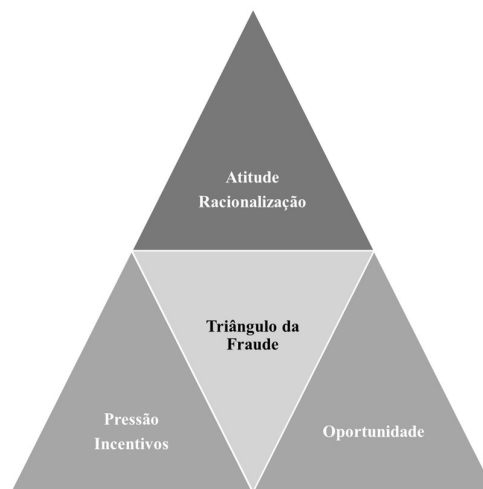 Atitude
Racionalização
Triângulo da
Fraude
Pressão
Incentivos
Oportunidade